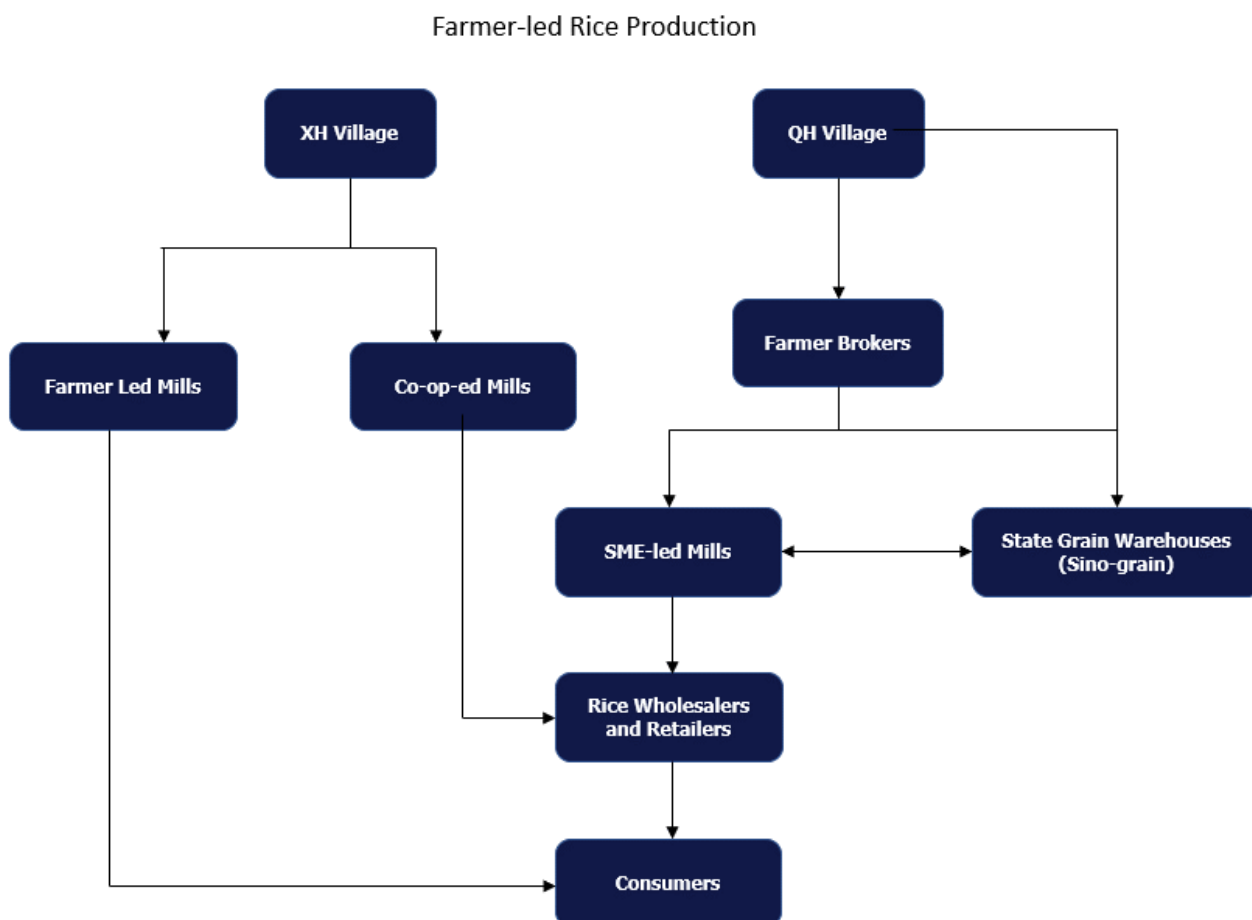 Farmer-led Rice Production
XH Village
QH Village
Farmer Brokers
Farmer Led Mills
Co-op-ed Mills
SME-led Mills
State Grain Warehouses
(Sino-grain)
Rice Wholesalers
and Retailers
Consumers